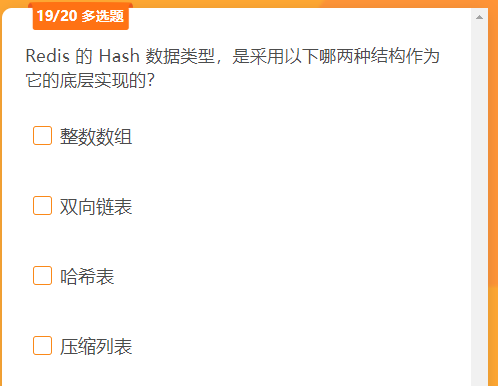 19/20 多选题
Redis 的 Hash 数据类型，是采用以下哪两种结构作为
它的底层实现的？
整数数组
双向链表
哈希表
压缩列表